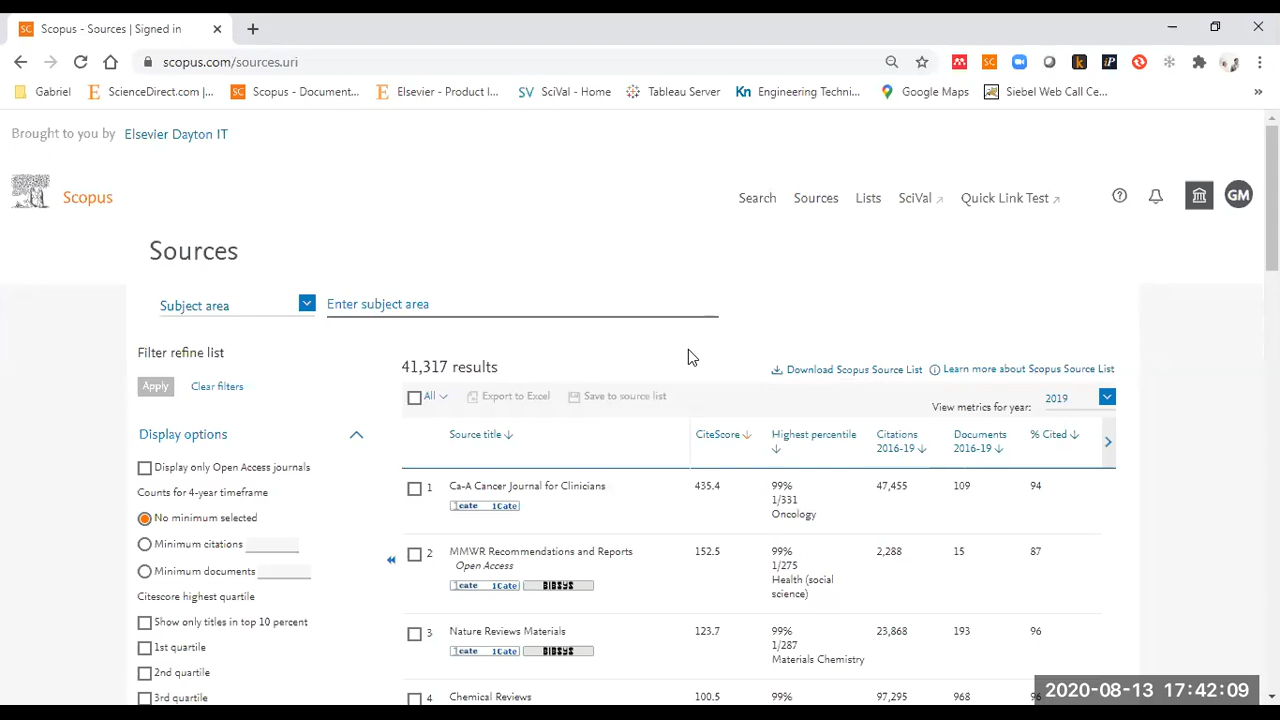 Scopus - Sources | Signed in
scopus.com/sources.uri
Gabriel
ScienceDirect.com |...
Scopus - Document...
Elsevier - Product I...
SciVal - Home
Tableau Server
Engineering Techni...
Google Maps
Siebel Web Call Ce...
Brought to you by Elsevier Dayton IT
Scopus
Search
Sources
Lists
SciVal
Quick Link Test
GM
Sources
Subject area
Enter subject area
Filter refine list
Apply
Clear filters
Display options
Display only Open Access journals
Counts for 4-year timeframe
No minimum selected
Minimum citations
Minimum documents
Citescore highest quartile
Show only titles in top 10 percent
1st quartile
2nd quartile
3rd quartile
41,317 results
Download Scopus Source List
Learn more about Scopus Source List
All
Export to Excel
Save to source list
View metrics for year:
2019
Source title
CiteScore
Highest percentile
Citations
2016-19
Documents
2016-19
% Cited
1 Ca-A Cancer Journal for Clinicians 435.4 99% 47,455 109 94
1/331
Oncology
1cate 1Cate
2 MMWR Recommendations and Reports 152.5 99% 2,288 15 87
Open Access
1/275
Health (social
science)
1cate 1Cate BIBSYS
3 Nature Reviews Materials 123.7 99% 23,868 193 96
1/287
Materials Chemistry
1cate 1Cate BIBSYS
4 Chemical Reviews 100.5 99% 97,295 968 96
2020-08-13 17:42:09